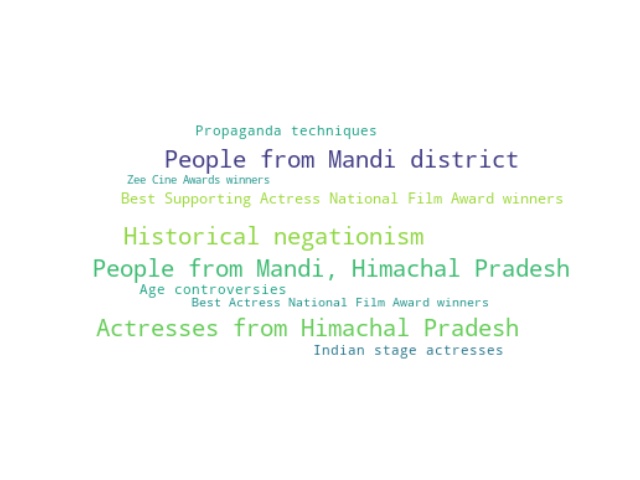 Propaganda techniques
People from Mandi district
Zee Cine Awards winners
Best Supporting Actress National Film Award winners
Historical negationism
People from Mandi, Himachal Pradesh
Age controversies
Best Actress National Film Award winners
Actresses from Himachal Pradesh
Indian stage actresses